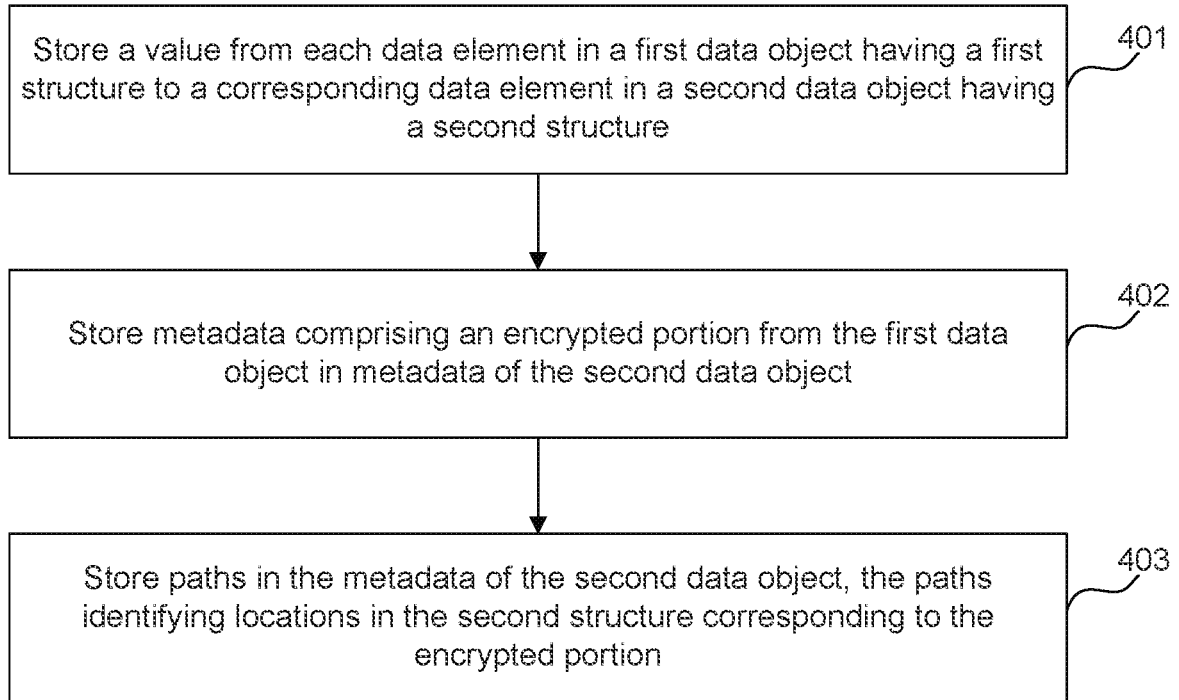 Store a value from each data element in a first data object having a first
structure to a corresponding data element in a second data object having
a second structure
401
Store metadata comprising an encrypted portion from the first data
object in metadata of the second data object
402
Store paths in the metadata of the second data object, the paths
identifying locations in the second structure corresponding to the
encrypted portion
403